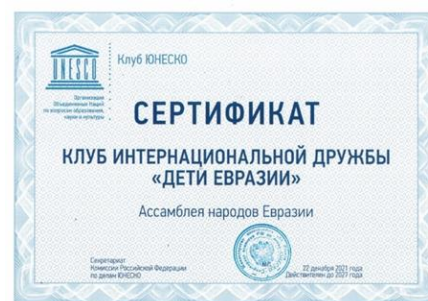 UNESCO
Клуб ЮНЕСКО
Организация
Объединенных Наций
по вопросам образования,
науки и культуры
СЕРТИФИКАТ
КЛУБ ИНТЕРНАЦИОНАЛЬНОЙ ДРУЖБЫ
«ДЕТИ ЕВРАЗИИ»
Ассамблея народов Евразии
Секретариат
Комиссии Российской Федерации
по делам ЮНЕСКО
22 декабря 2021 года
Действителен до 2027 года